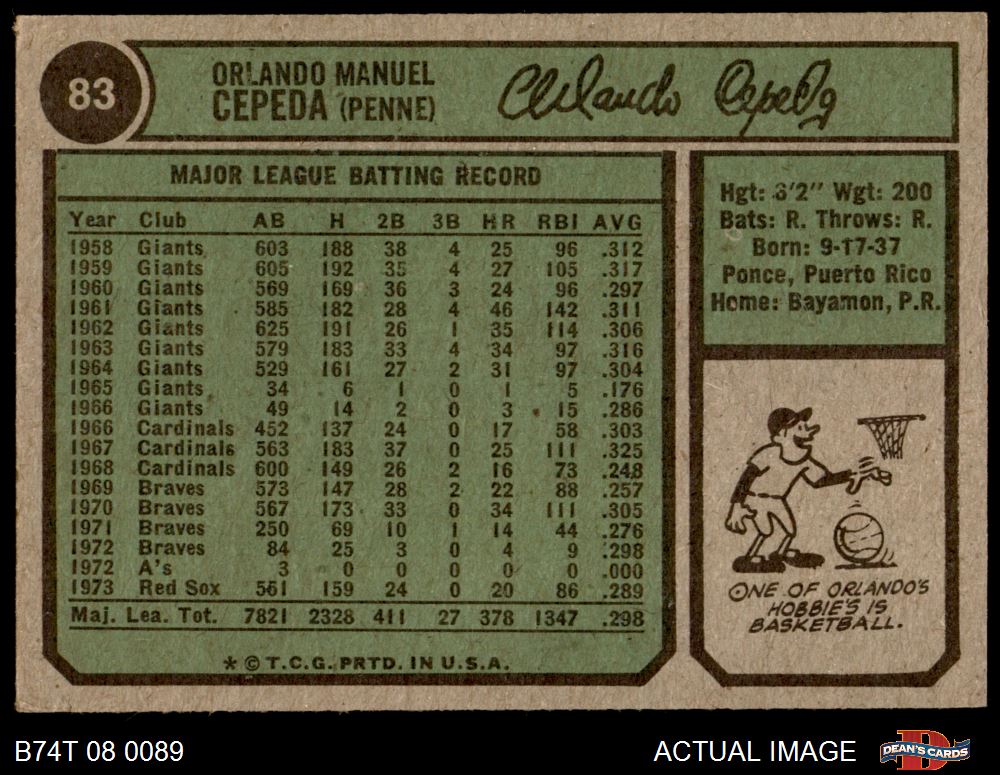 83
ORLANDO MANUEL
CEPEDA (PENNE)
Orlando Cepeda
MAJOR LEAGUE BATTING RECORD
Year Club AB H 2B 3B HR RBI AVG
1958 Giants 603 188 38 4 25 96 .312
1959 Giants 605 192 35 4 27 105 .317
1960 Giants 569 169 36 3 24 96 .297
1961 Giants 585 182 28 4 46 142 .311
1962 Giants 625 191 26 1 35 114 .306
1963 Giants 579 183 33 4 34 97 .316
1964 Giants 529 161 27 2 31 97 .304
1965 Giants 34 6 1 0 1 5 .176
1966 Giants 49 14 2 0 3 15 .286
1966 Cardinals 452 137 24 0 17 58 .303
1967 Cardinals 563 183 37 0 25 111 .325
1968 Cardinals 600 149 26 2 16 73 .248
1969 Braves 573 147 28 2 22 88 .257
1970 Braves 567 173 33 0 34 111 .305
1971 Braves 250 69 10 1 14 44 .276
1972 Braves 84 25 3 0 4 9 .298
1972 A's 3 0 0 0 0 0 .000
1973 Red Sox 551 159 24 0 20 86 .289
Maj. Lea. Tot. 7821 2328 411 27 378 1347 .298
* © T.C.G. PRTD. IN U.S.A.
Hgt: 6'2" Wgt: 200
Bats: R. Throws: R.
Born: 9-17-37
Ponce, Puerto Rico
Home: Bayamon, P.R.
ONE OF ORLANDO'S
HOBBIE'S IS
BASKETBALL.
B74T 08 0089
ACTUAL IMAGE
DEAN'S CARDS